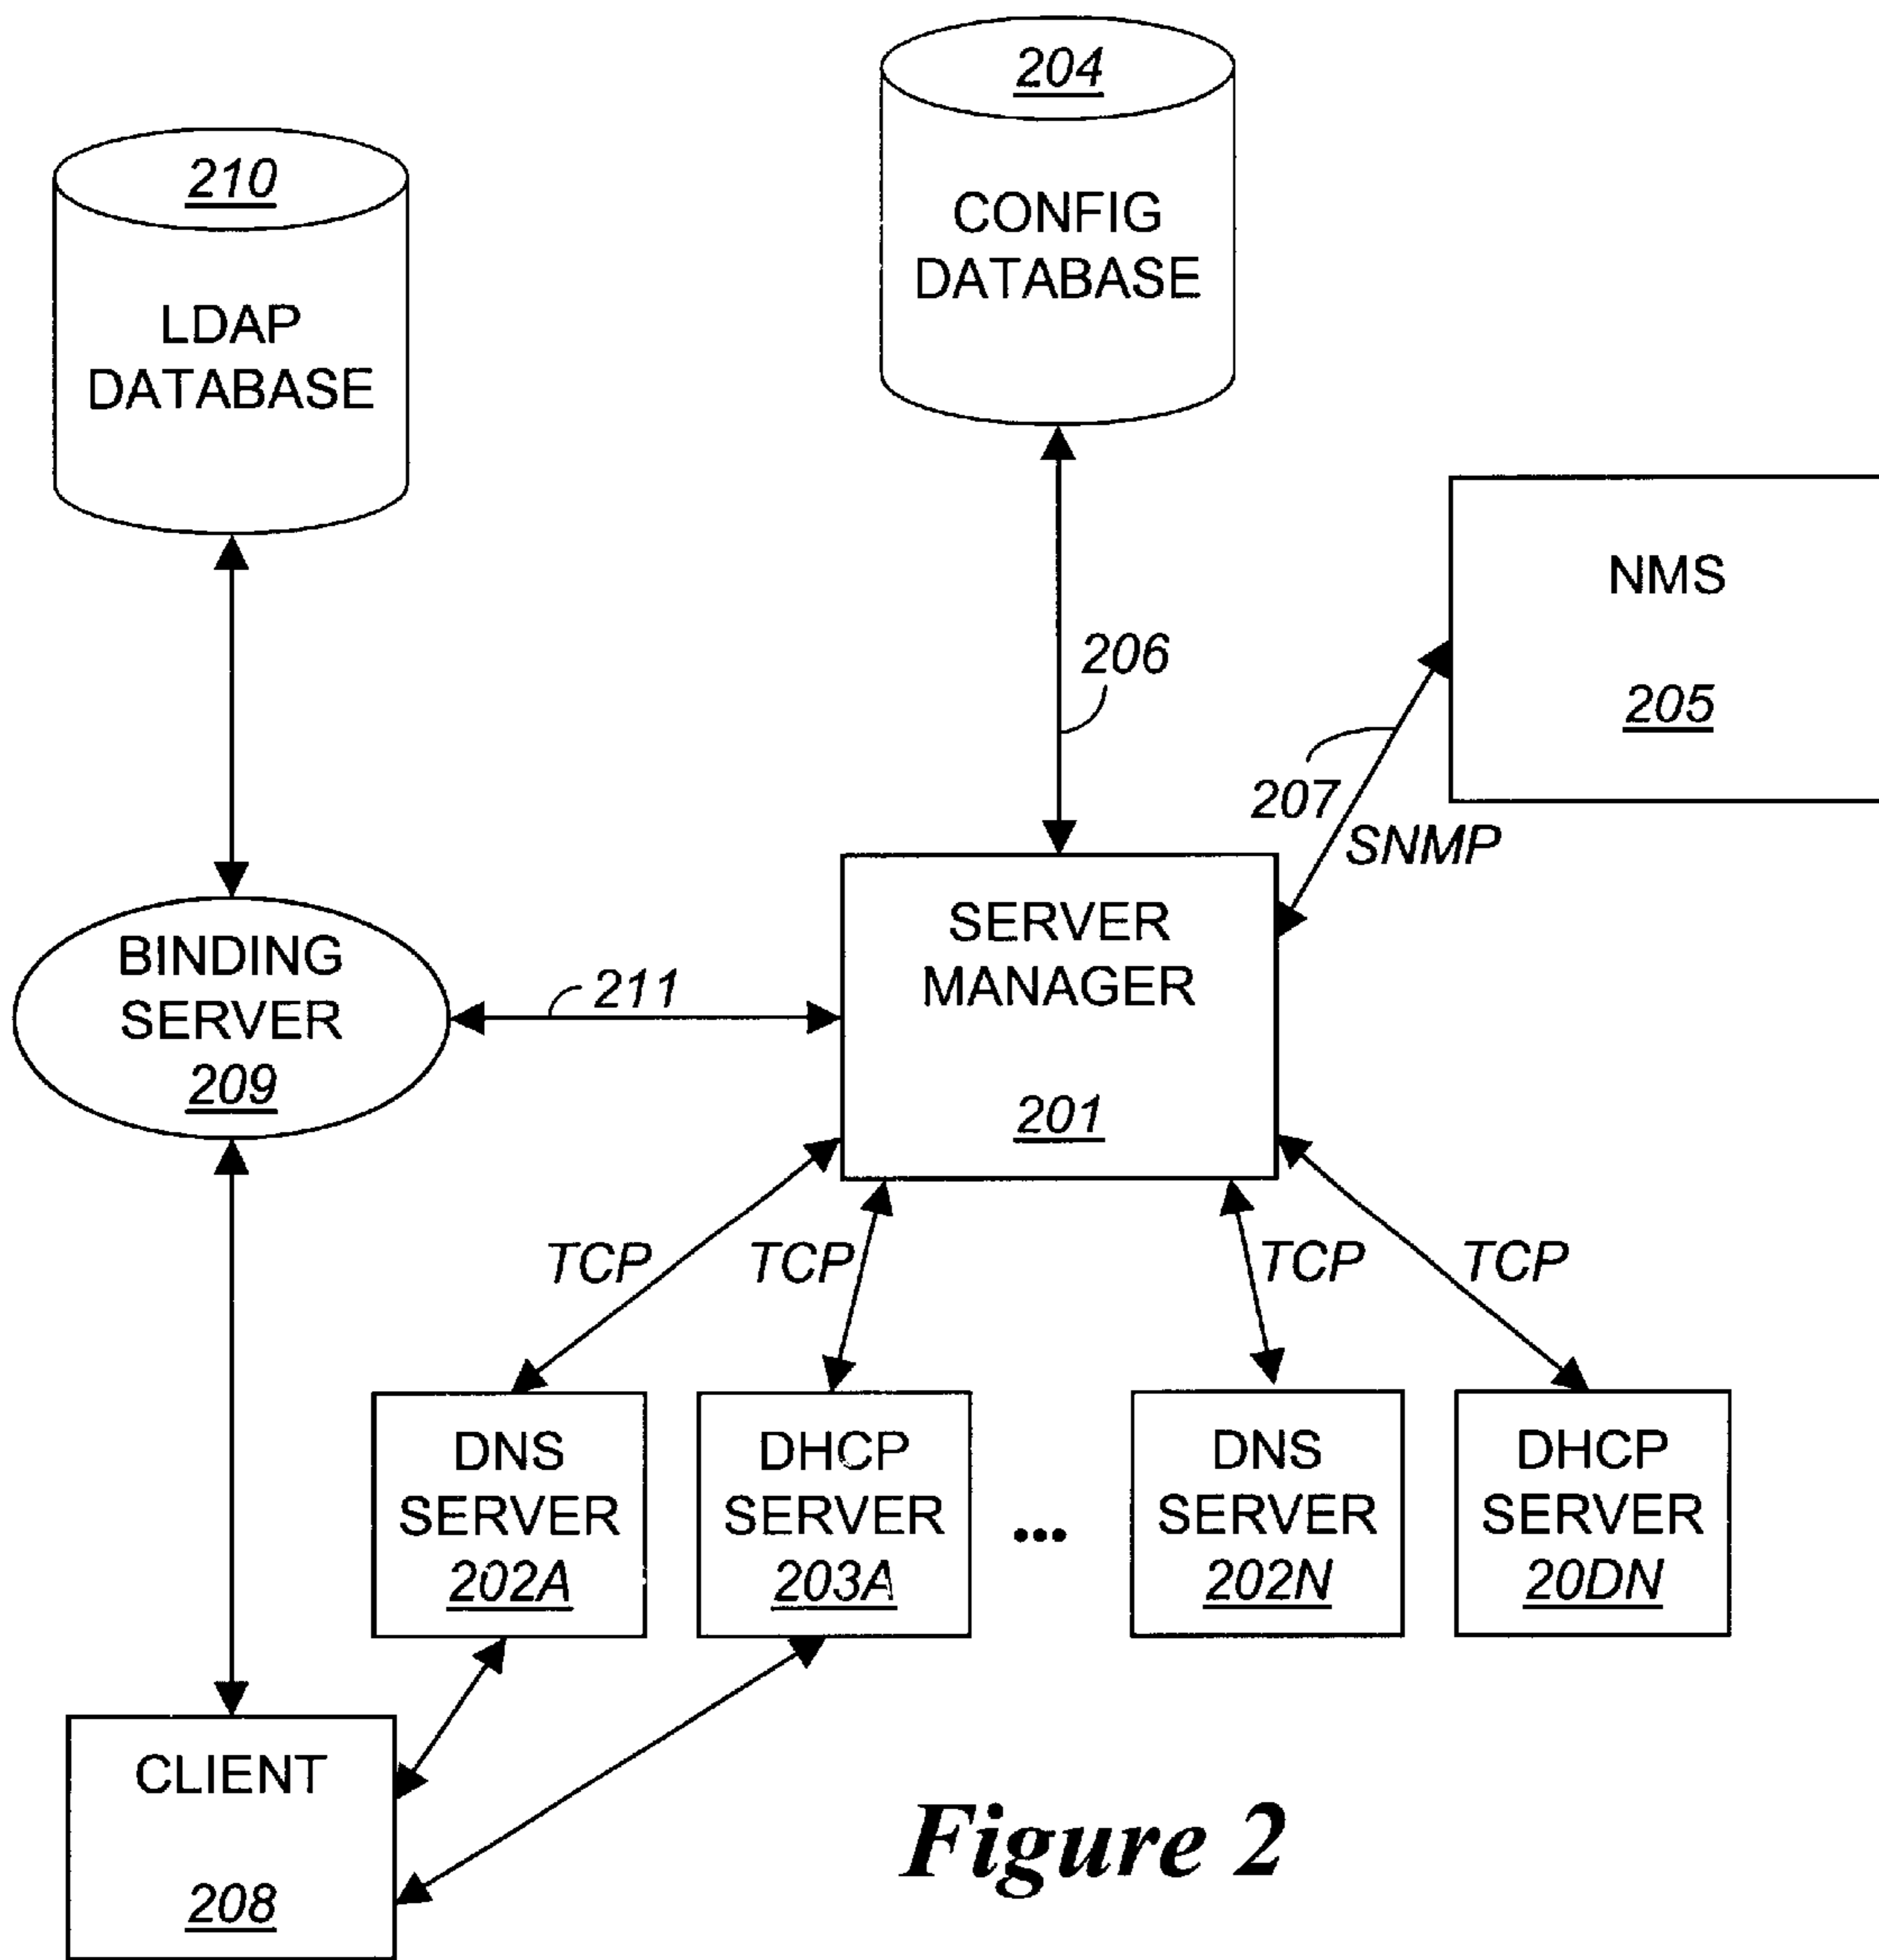 204
CONFIG
DATABASE
210
LDAP
DATABASE
NMS
205
206
207
SNMP
SERVER
MANAGER
201
BINDING
SERVER
209
211
TCP
TCP
TCP
TCP
DNS
SERVER
202A
DHCP
SERVER
203A
...
DNS
SERVER
202N
DHCP
SERVER
20DN
CLIENT
208
Figure 2